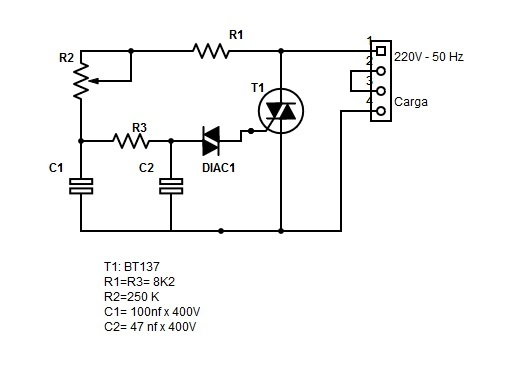 R1
1
R2
2
220V - 50 Hz
T1
3
4
Carga
R3
C1
C2
DIAC1
T1: BT137
R1=R3= 8K2
R2=250 K
C1= 100nf x 400V
C2= 47 nf x 400V